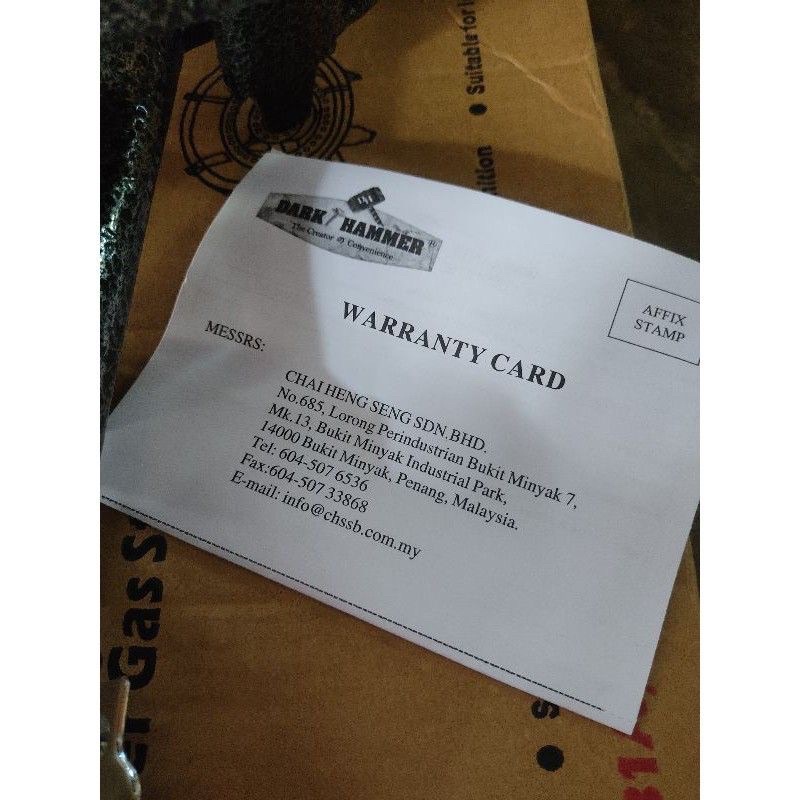 Suitable for
DARK HAMMER
The Creator of Convenience
AFFIX
STAMP
WARRANTY CARD
MESSRS:
CHAI HENG SENG SDN.BHD.
No.685, Lorong Perindustrian Bukit Minyak 7,
Mk.13, Bukit Minyak Industrial Park,
14000 Bukit Minyak, Penang, Malaysia.
Tel: 604-507 6536
Fax:604-507 33868
E-mail: info@chssb.com.my
Gas